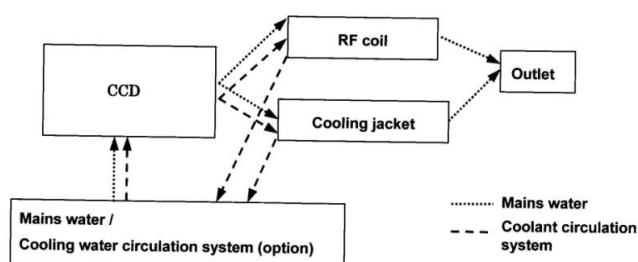 RF coil
CCD
Outlet
Cooling jacket
Mains water /
Cooling water circulation system (option)
Mains water
Coolant circulation
system